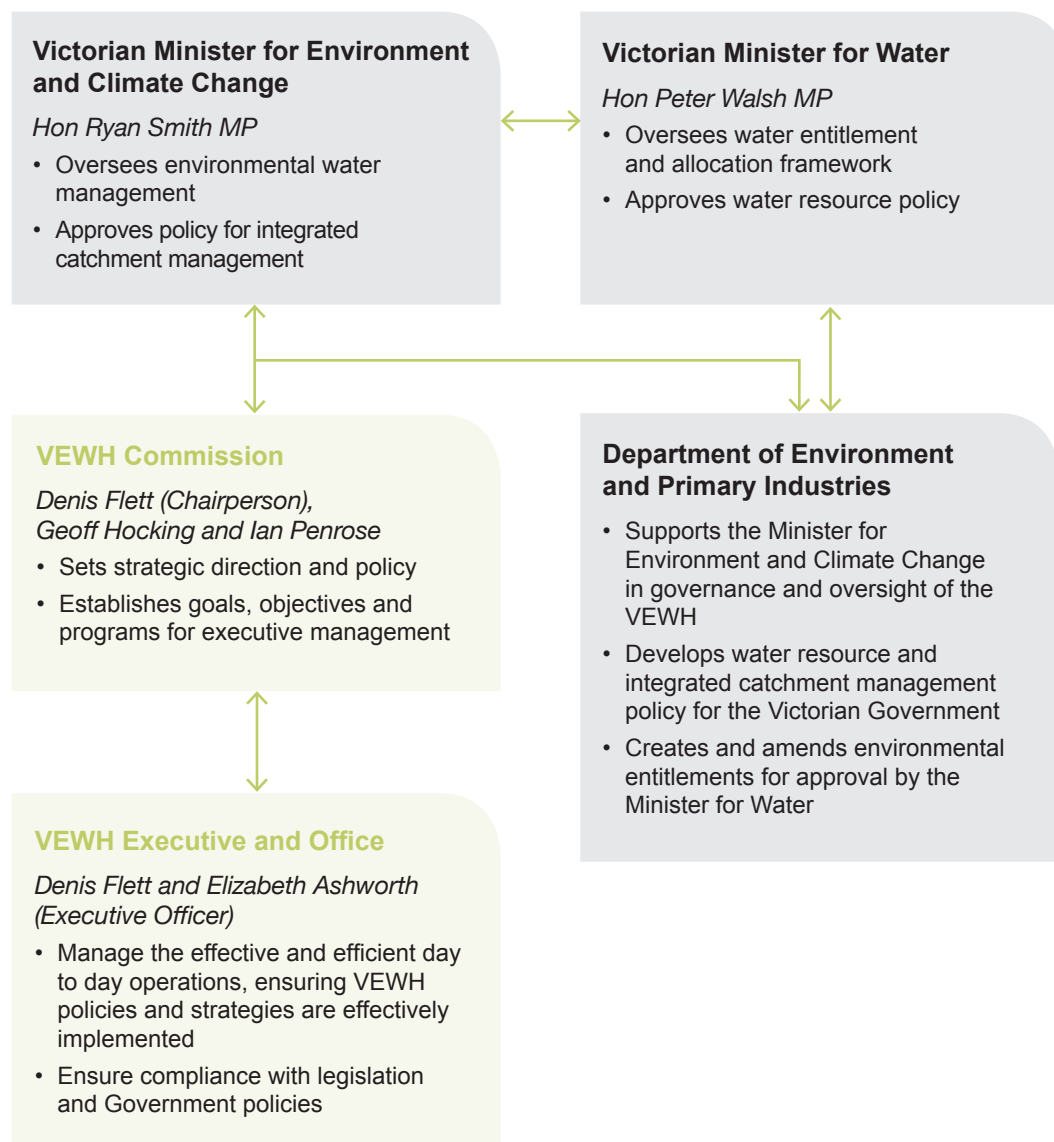 Victorian Minister for Environment
and Climate Change
Hon Ryan Smith MP
• Oversees environmental water
management
• Approves policy for integrated
catchment management
Victorian Minister for Water
Hon Peter Walsh MP
• Oversees water entitlement
and allocation framework
• Approves water resource policy
VEWH Commission
Denis Flett (Chairperson),
Geoff Hocking and Ian Penrose
• Sets strategic direction and policy
• Establishes goals, objectives and
programs for executive management
Department of Environment
and Primary Industries
• Supports the Minister for
Environment and Climate Change
in governance and oversight of the
VEWH
• Develops water resource and
integrated catchment management
policy for the Victorian Government
• Creates and amends environmental
entitlements for approval by the
Minister for Water
VEWH Executive and Office
Denis Flett and Elizabeth Ashworth
(Executive Officer)
• Manage the effective and efficient day
to day operations, ensuring VEWH
policies and strategies are effectively
implemented
• Ensure compliance with legislation
and Government policies